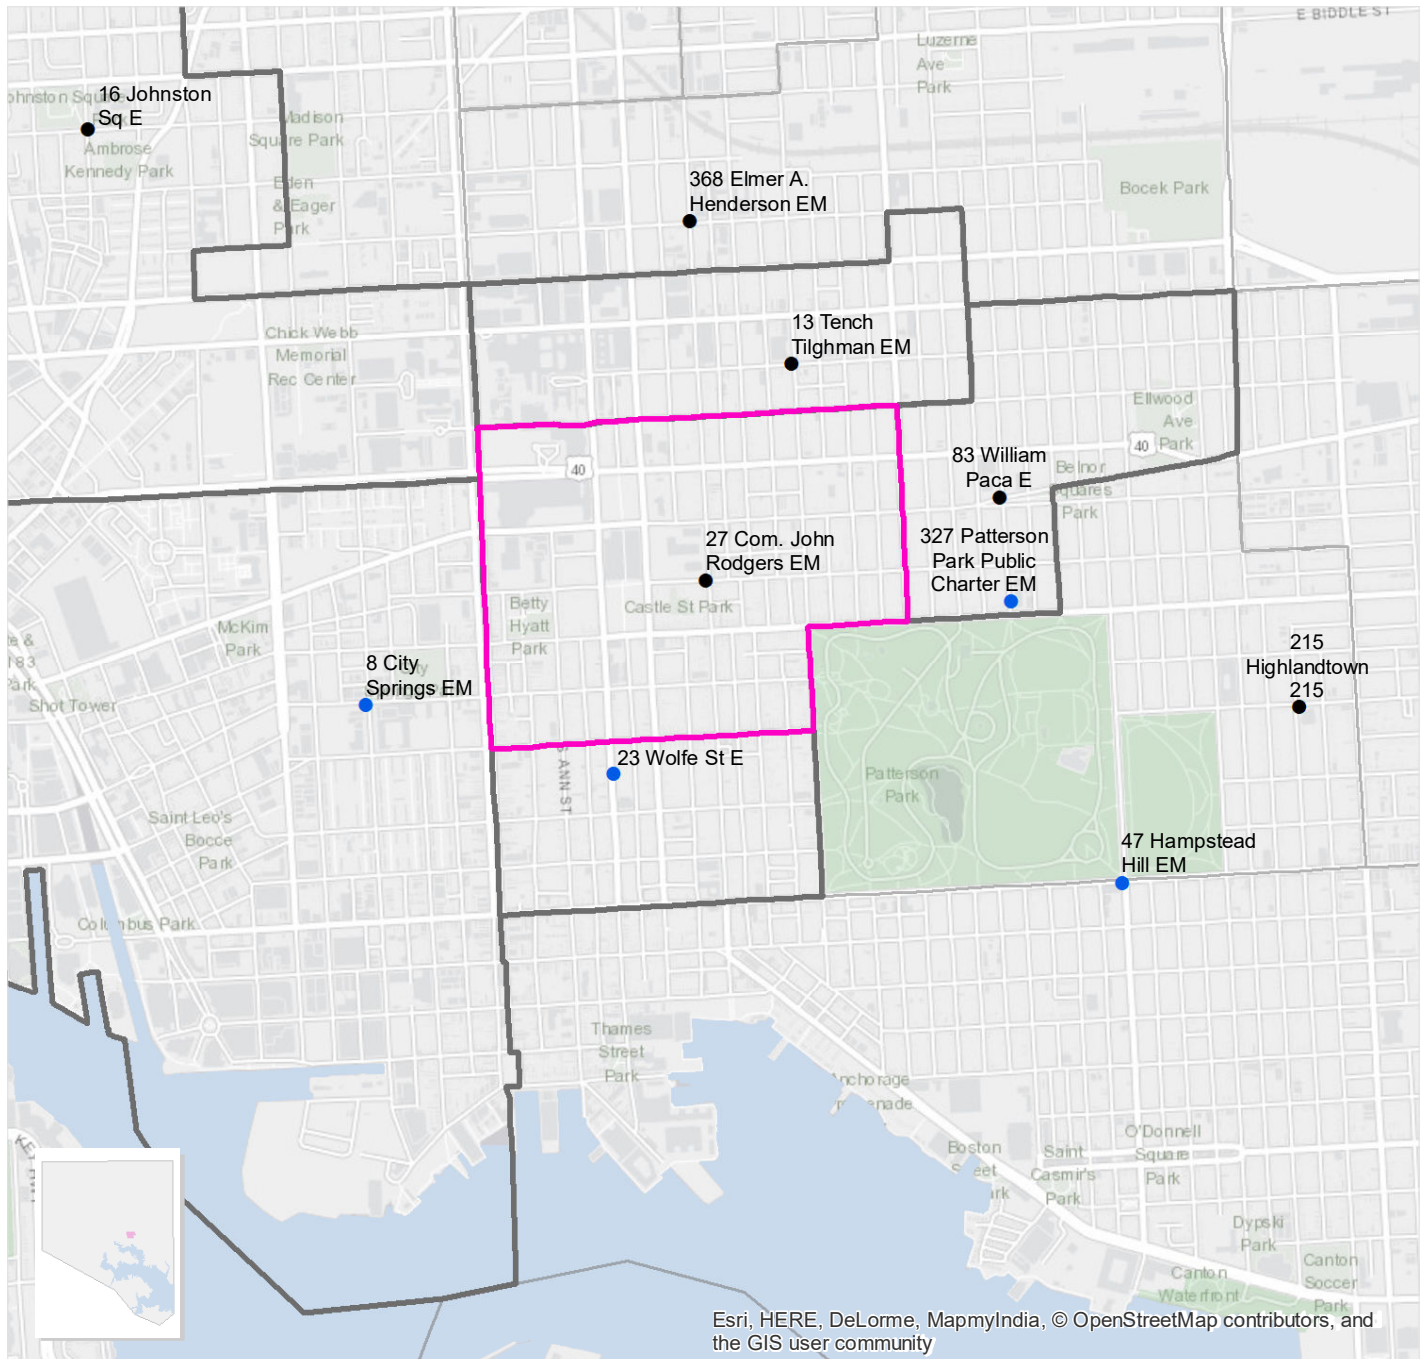 E BIDDLE ST
Luzerne
Ave
Park
16 Johnston
Sq E
Madison
Square Park
Ambrose
Kennedy Park
368 Elmer A.
Henderson EM
Bocek Park
Eden
& Eager
Park
13 Tench
Tilghman EM
Chick Webb
Memorial
Rec Center
Ellwood
Ave
Park
40
40
83 William
Paca E
Belnor
Squares
Park
327 Patterson
Park Public
Charter EM
27 Com. John
Rodgers EM
Castle St Park
Betty
Hyatt
Park
McKim
Park
8 City
Springs EM
Shot Tower
215
Highlandtown
215
23 Wolfe St E
S ANN ST
Patterson
Park
Saint Leo's
Bocce
Park
47 Hampstead
Hill EM
Columbus Park
Thames
Street
Park
Boston
Saint
Casmir's
Park
O'Donnell
Square
Park
Dypski
Park
Canton
Waterfront
Canton
Soccer
Park
Esri, HERE, DeLorme, MapmyIndia, © OpenStreetMap contributors, and
the GIS user community